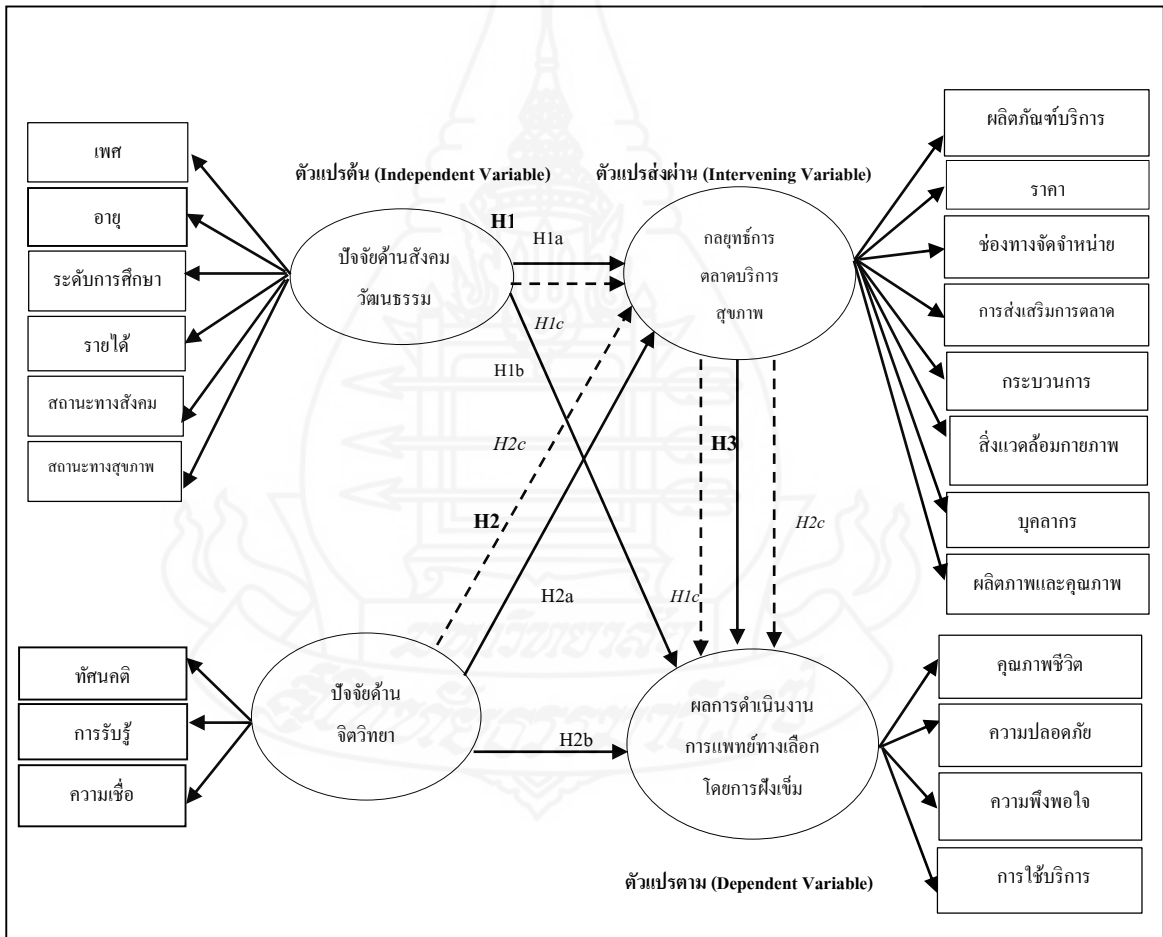 เพศ
อายุ
ระดับการศึกษา
รายได้
สถานะทางสังคม
สถานะทางสุขภาพ
ตัวแปรต้น (Independent Variable)
ปัจจัยด้านสังคม
วัฒนธรรม
H1
H1a
H1c
H1b
H2c
H2
H2a
H1c
H2b
ตัวแปรส่งผ่าน (Intervening Variable)
กลยุทธ์การ
ตลาดบริการ
สุขภาพ
H3
H2c
ผลิตภัณฑ์บริการ
ราคา
ช่องทางจัดจำหน่าย
การส่งเสริมการตลาด
กระบวนการ
สิ่งแวดล้อมกายภาพ
บุคลากร
ผลิตภาพและคุณภาพ
ทัศนคติ
การรับรู้
ความเชื่อ
ปัจจัยด้าน
จิตวิทยา
ผลการดำเนินงาน
การแพทย์ทางเลือก
โดยการฝังเข็ม
ตัวแปรตาม (Dependent Variable)
คุณภาพชีวิต
ความปลอดภัย
ความพึงพอใจ
การใช้บริการ